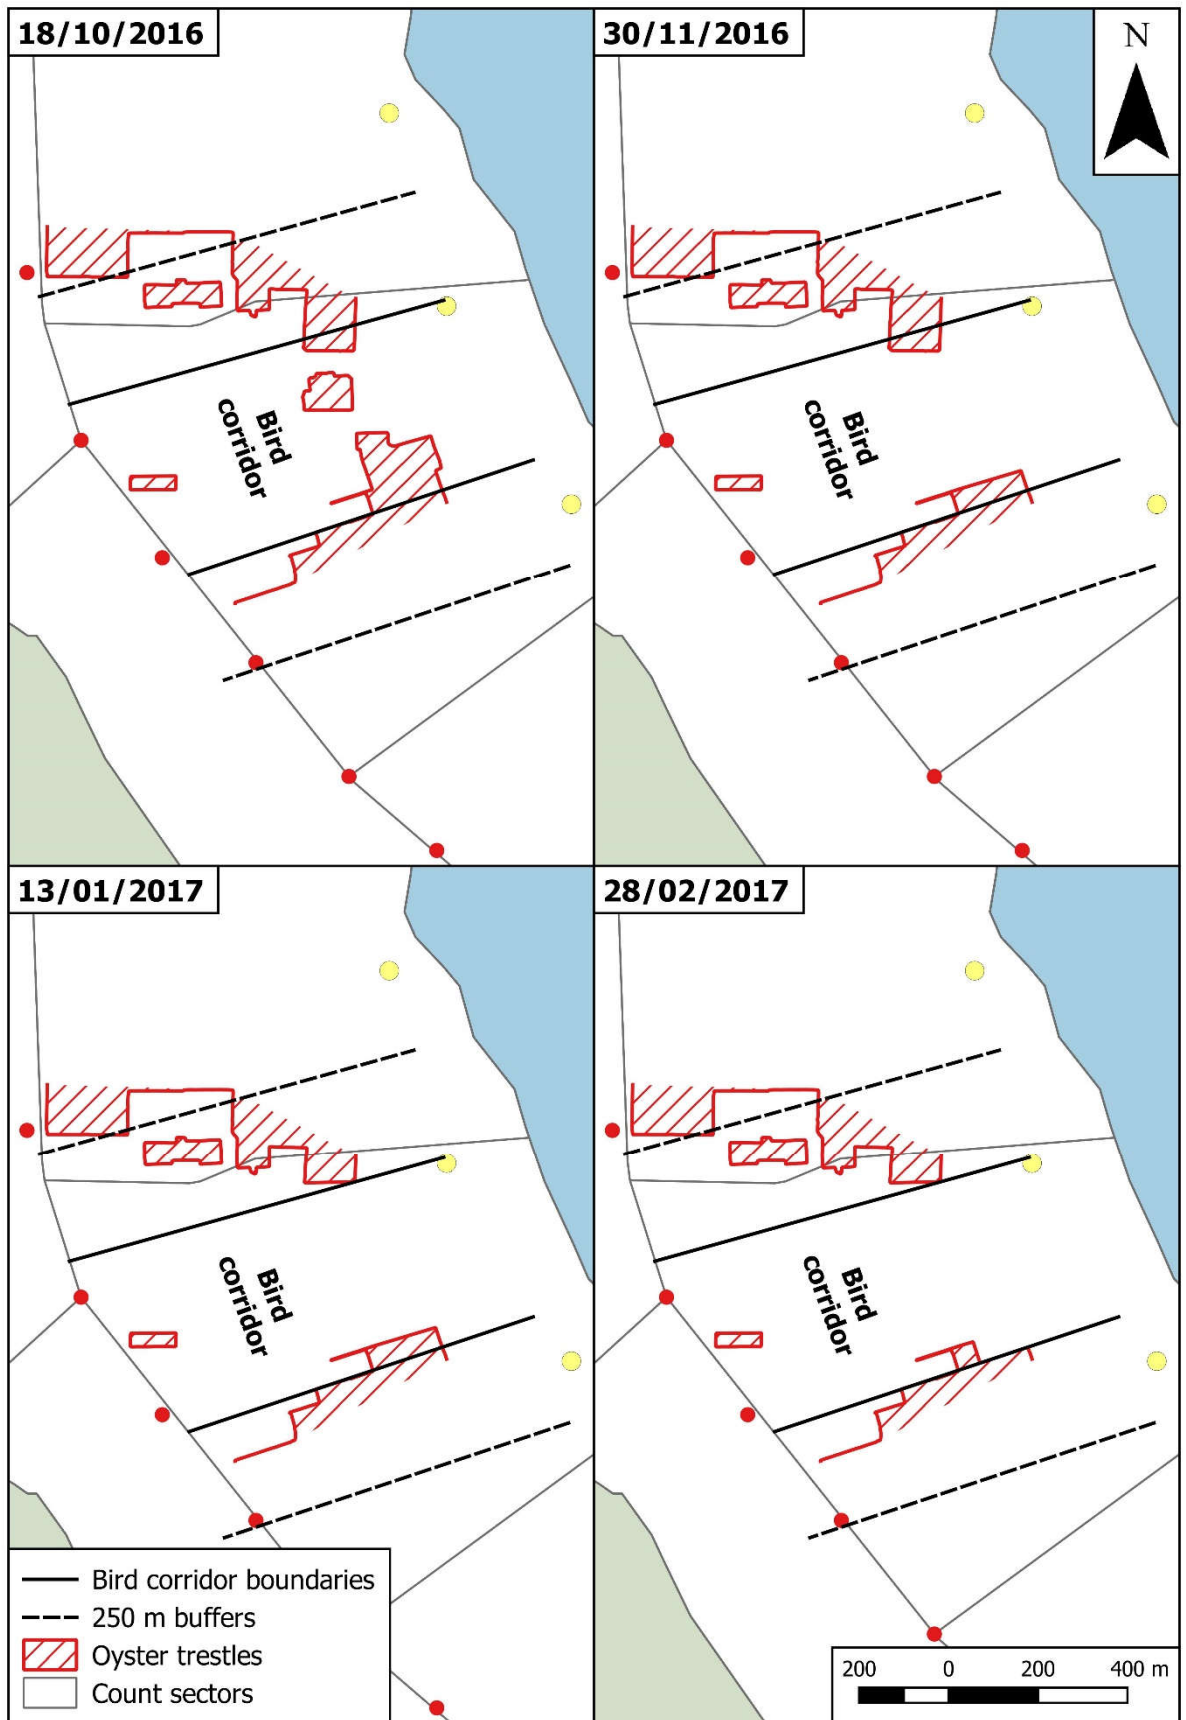 18/10/2016
30/11/2016
N
Bird
corridor
Bird
corridor
13/01/2017
28/02/2017
Bird
corridor
Bird
corridor
Bird corridor boundaries
250 m buffers
Oyster trestles
Count sectors
200 0 200 400 m